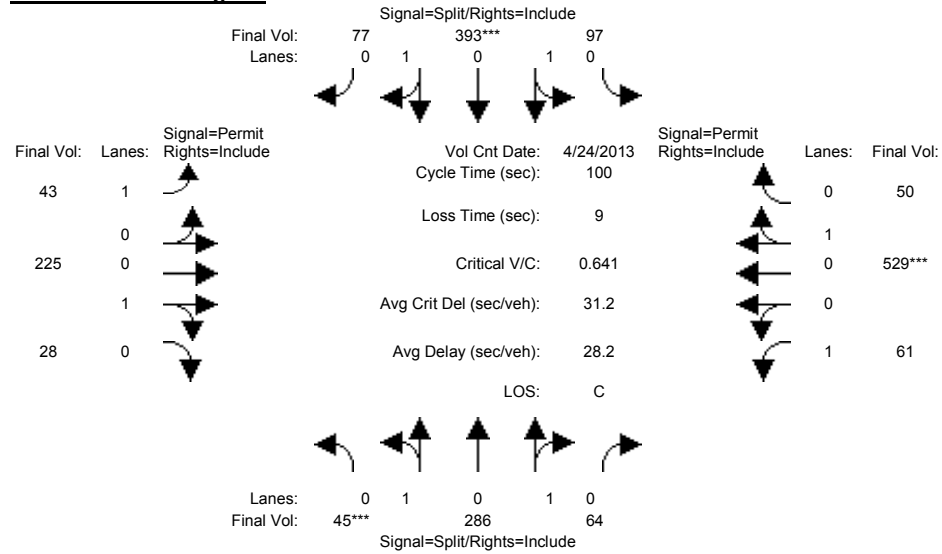 Signal=Split/Rights=Include
Final Vol: 77 393*** 97
Lanes: 0 1 0 1 0
Signal=Permit
Final Vol: Lanes: Rights=Include
Vol Cnt Date: 4/24/2013
Signal=Permit
Rights=Include Lanes: Final Vol:
Cycle Time (sec): 100
43 1
0 50
Loss Time (sec): 9
0
1
225 0
Critical V/C: 0.641
0 529***
1
Avg Crit Del (sec/veh): 31.2
0
28 0
Avg Delay (sec/veh): 28.2
1 61
LOS: C
Lanes: 0 1 0 1 0
Final Vol: 45*** 286 64
Signal=Split/Rights=Include